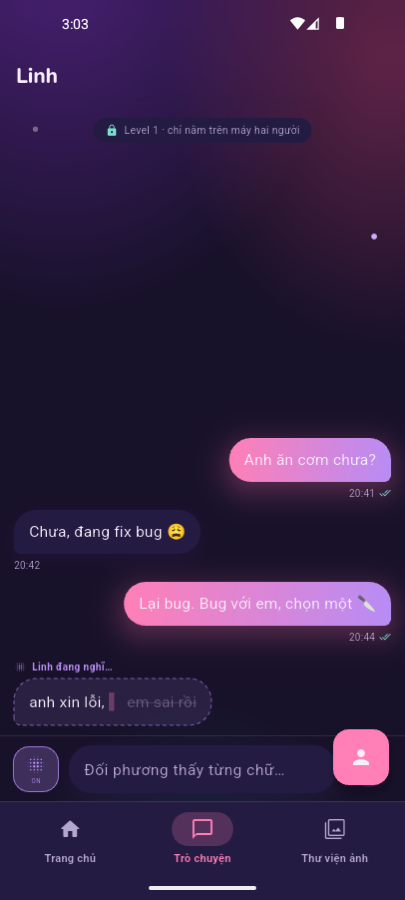 3:03
Linh
Level 1 · chỉ nằm trên máy hai người
Anh ăn cơm chưa?
20:41
Chưa, đang fix bug 😩
20:42
Lại bug. Bug với em, chọn một 🔪
20:44
Linh đang nghĩ...
anh xin lỗi, em sai rồi
ON
Đối phương thấy từng chữ...
Trang chủ
Trò chuyện
Thư viện ảnh